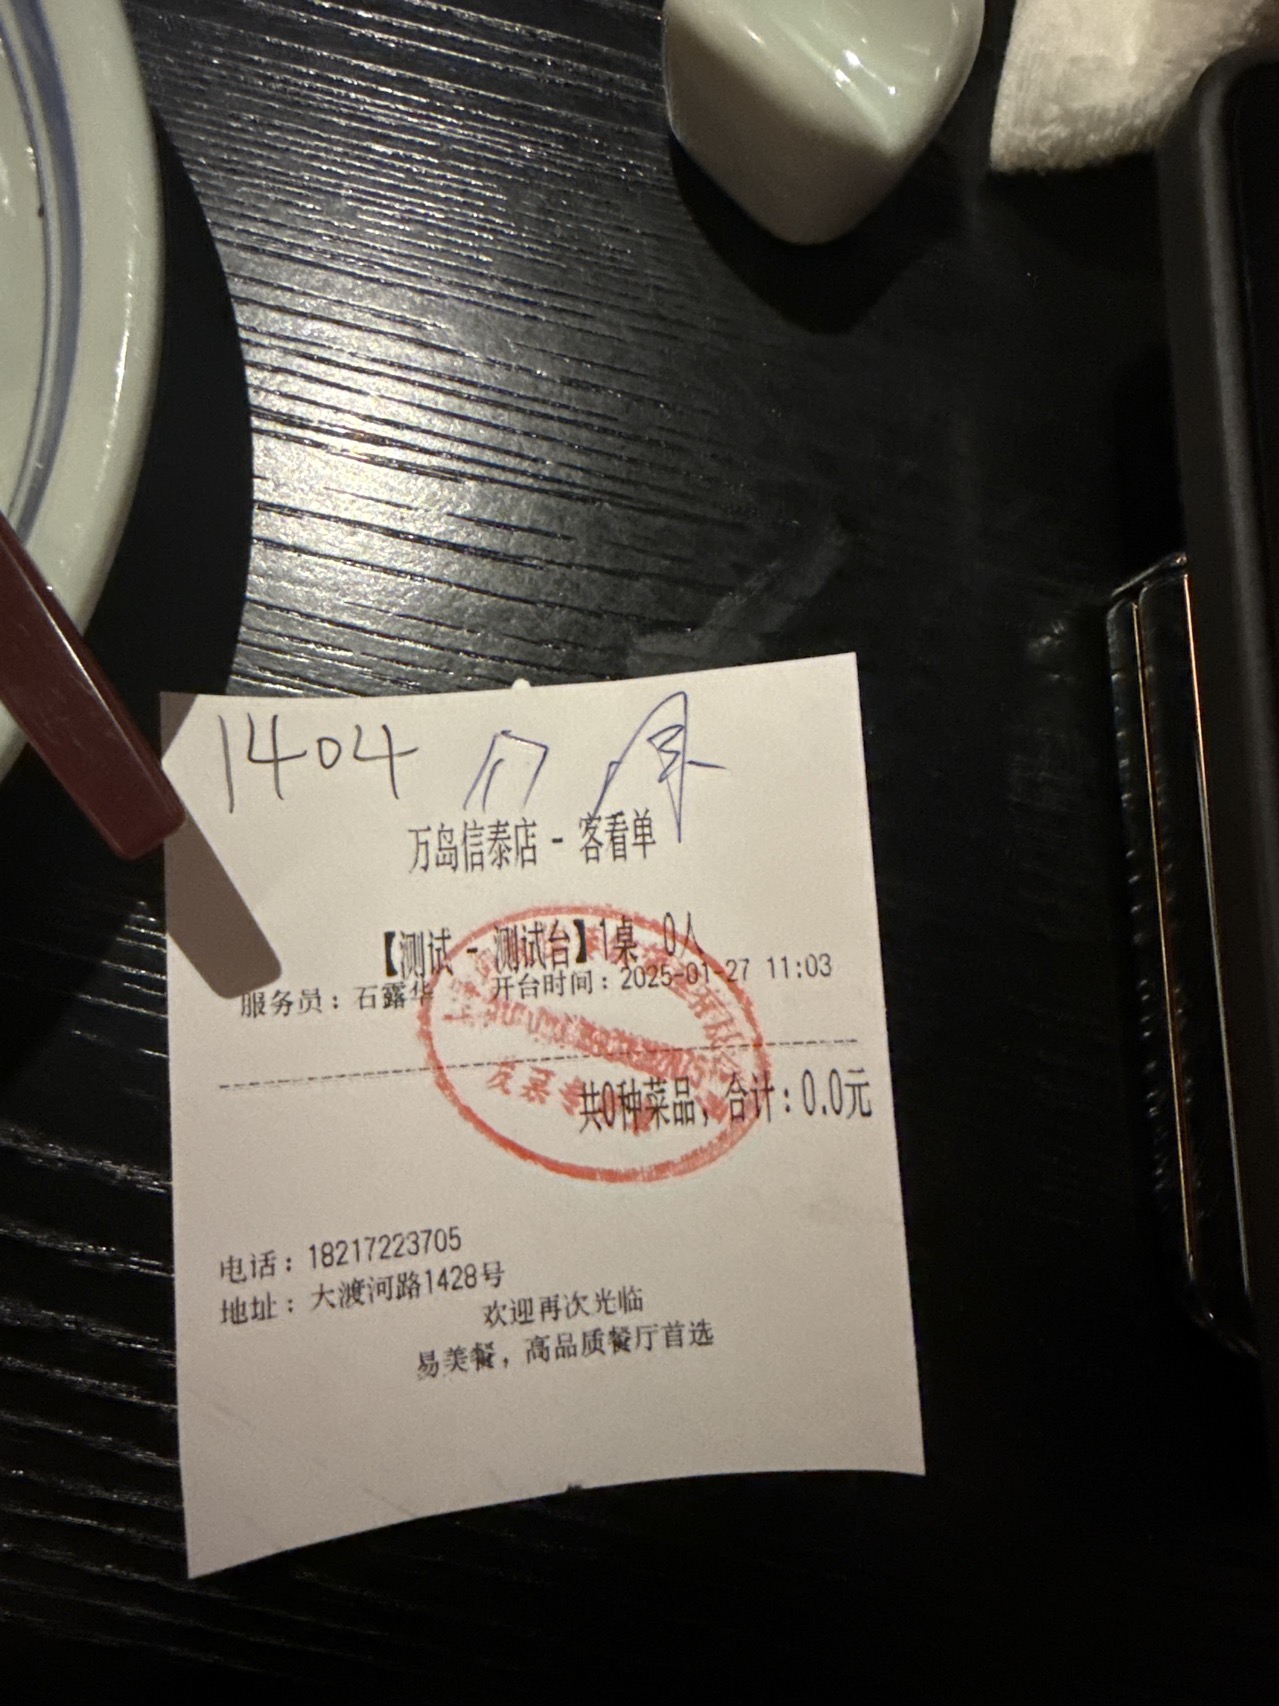 1404
万岛信泰店 - 客看单
【测试 - 测试台】1桌 0人
服务员：石露华 开台时间：2025-01-27 11:03
共0种菜品，合计：0.0元
电话：18217223705
地址：大渡河路1428号
欢迎再次光临
易美餐，高品质餐厅首选